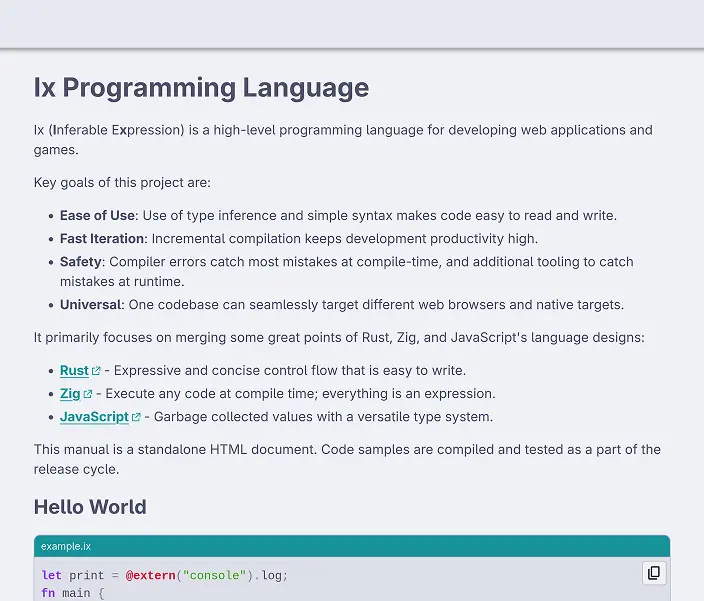 Ix Programming Language
Ix (Inferable Expression) is a high-level programming language for developing web applications and
games.
Key goals of this project are:
• Ease of Use: Use of type inference and simple syntax makes code easy to read and write.
• Fast Iteration: Incremental compilation keeps development productivity high.
• Safety: Compiler errors catch most mistakes at compile-time, and additional tooling to catch
mistakes at runtime.
• Universal: One codebase can seamlessly target different web browsers and native targets.
It primarily focuses on merging some great points of Rust, Zig, and JavaScript's language designs:
• Rust - Expressive and concise control flow that is easy to write.
• Zig - Execute any code at compile time; everything is an expression.
• JavaScript - Garbage collected values with a versatile type system.
This manual is a standalone HTML document. Code samples are compiled and tested as a part of the
release cycle.
Hello World
example.ix
let print = @extern("console").log;
fn main {